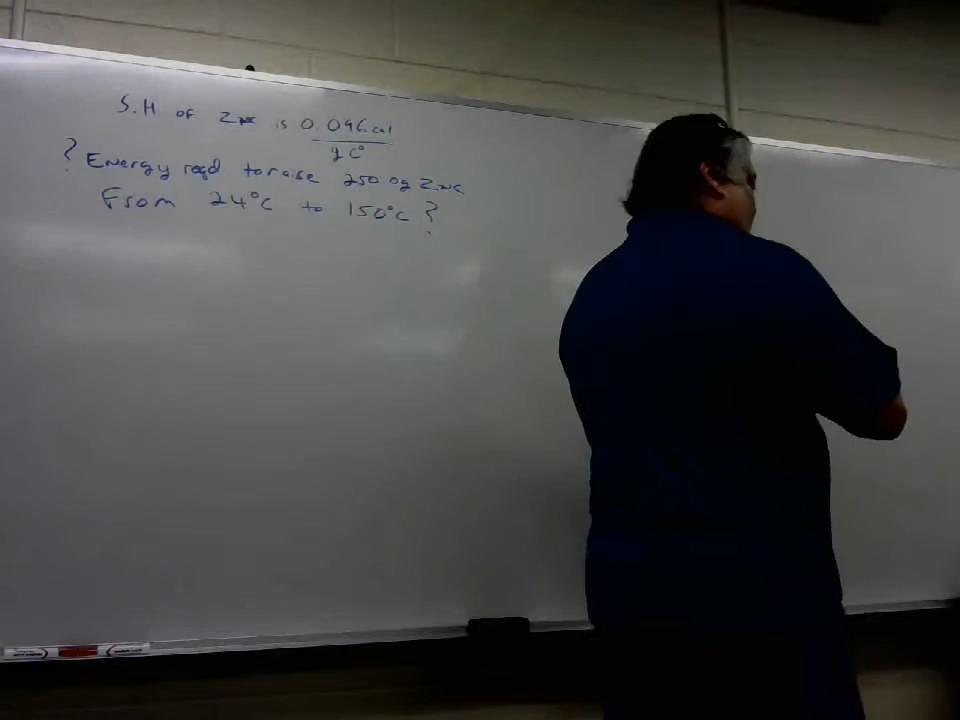 S.H of Zinc is 0.096 cal
g C°
? Energy reqd to raise 250.0g Zinc
From 24°C to 150°C ?